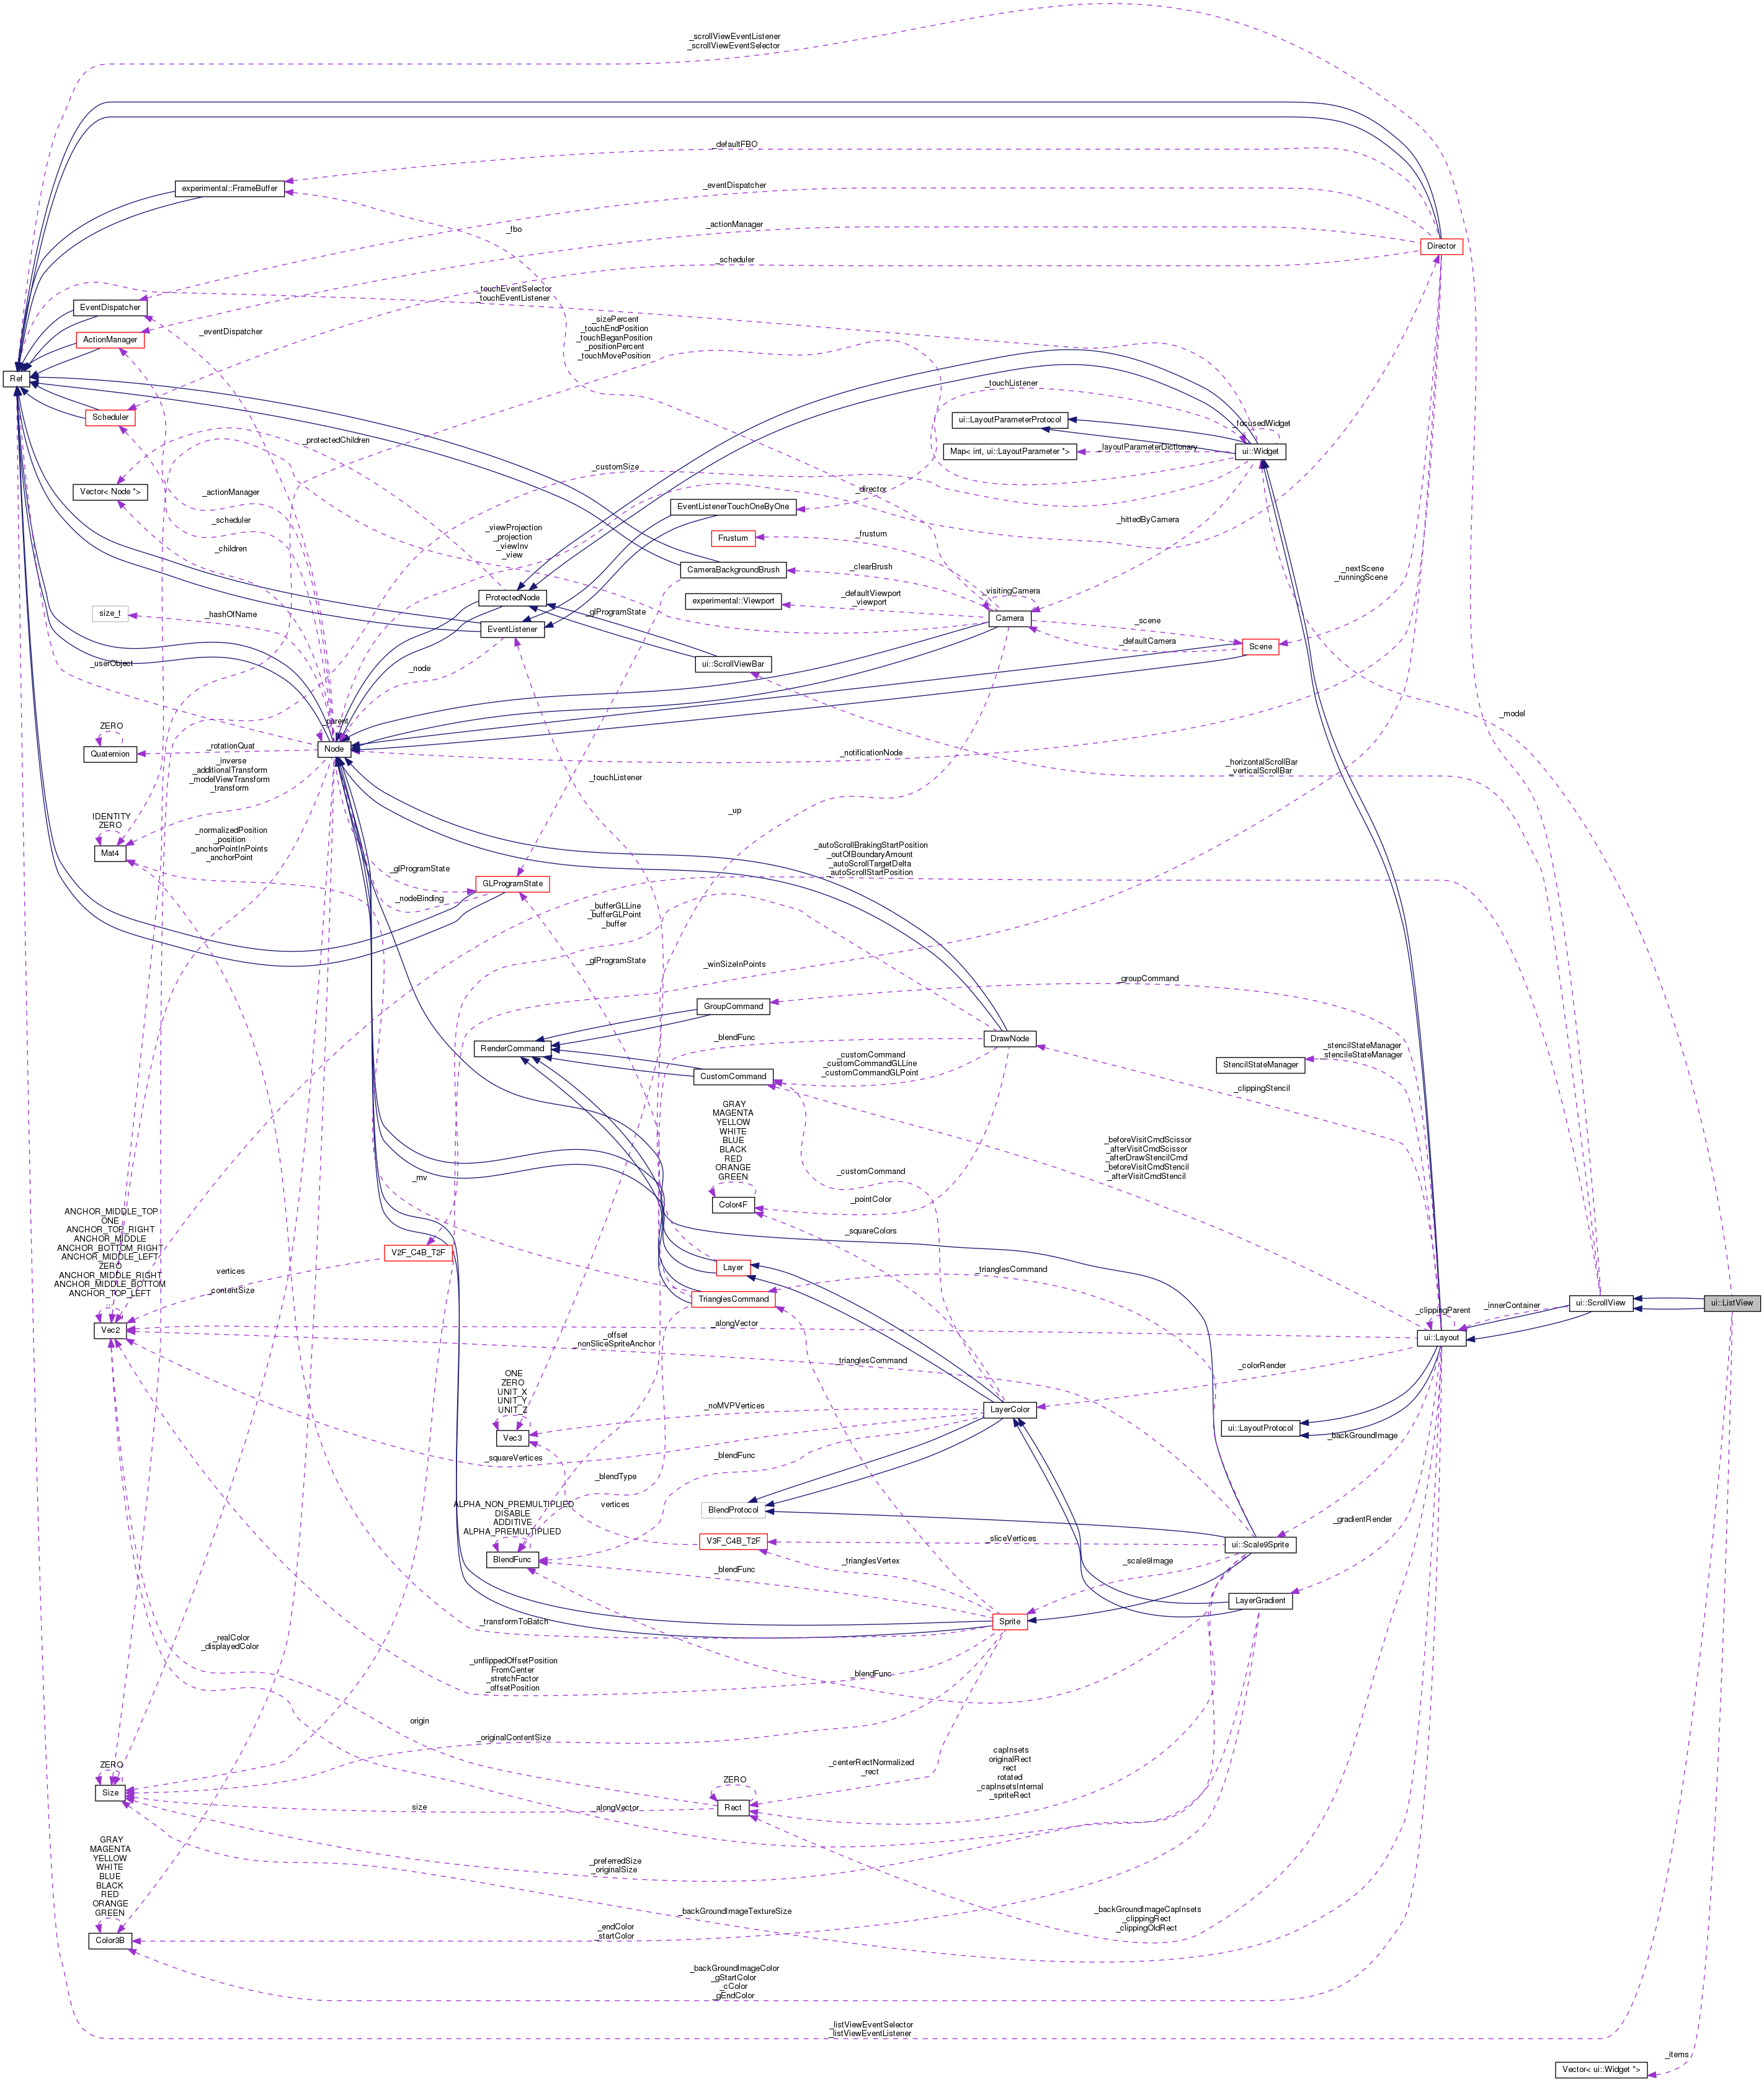 _scrollViewEventListener
_scrollViewEventSelector
_defaultFBO
experimental::FrameBuffer
_eventDispatcher
_fbo
_actionManager
Director
_scheduler
_touchEventSelector
_touchEventListener
EventDispatcher
_sizePercent
_touchEndPosition
_touchBeganPosition
_positionPercent
_touchMovePosition
_eventDispatcher
ActionManager
Ref
_touchListener
Scheduler
ui::LayoutParameterProtocol
_focusedWidget
_protectedChildren
Map< int, ui::LayoutParameter *>
_layoutParameterDictionary
ui::Widget
_customSize
Vector< Node *>
_actionManager
_director
EventListenerTouchOneByOne
_scheduler
_hittedByCamera
_viewProjection
_projection
_viewInv
_view
Frustum
_frustum
_children
CameraBackgroundBrush
_clearBrush
_nextScene
_runningScene
ProtectedNode
experimental::Viewport
_defaultViewport
_viewport
_visitingCamera
size_t
_hashOfName
_glProgramState
EventListener
Camera
_scene
_defaultCamera
Scene
_userObject
_node
ui::ScrollViewBar
_model
ZERO
_parent
Quaternion
_rotationQuat
Node
_notificationNode
_inverse
_additionalTransform
_modelViewTransform
_transform
_touchListener
_horizontalScrollBar
_verticalScrollBar
IDENTITY
ZERO
_up
Mat4
_normalizedPosition
_position
_anchorPointInPoints
_anchorPoint
_autoScrollBrakingStartPosition
_outOfBoundaryAmount
_autoScrollTargetDelta
_autoScrollStartPosition
_glProgramState
GLProgramState
_nodeBinding
_bufferGLLine
_bufferGLPoint
_buffer
_glProgramState
_winSizeInPoints
_groupCommand
GroupCommand
RenderCommand
_blendFunc
DrawNode
_stencilStateManager
_stencileStateManager
StencilStateManager
_customCommand
_customCommandGLLine
_customCommandGLPoint
CustomCommand
_clippingStencil
GRAY
MAGENTA
YELLOW
WHITE
BLUE
BLACK
RED
ORANGE
GREEN
Color4F
_beforeVisitCmdScissor
_afterVisitCmdScissor
_afterDrawStencilCmd
_beforeVisitCmdStencil
_afterVisitCmdStencil
_mv
_customCommand
_pointColor
_squareColors
ANCHOR_MIDDLE_TOP
ONE
ANCHOR_TOP_RIGHT
ANCHOR_MIDDLE
ANCHOR_BOTTOM_RIGHT
ANCHOR_MIDDLE_LEFT
ZERO
ANCHOR_MIDDLE_RIGHT
ANCHOR_MIDDLE_BOTTOM
ANCHOR_TOP_LEFT
...
V2F_C4B_T2F
vertices
_contentSize
Layer
_trianglesCommand
TrianglesCommand
ui::ScrollView
ui::ListView
_innerContainer
_clippingParent
Vec2
_alongVector
ui::Layout
_offset
_nonSliceSpriteAnchor
_trianglesCommand
_colorRender
ONE
ZERO
UNIT_X
UNIT_Y
UNIT_Z
Vec3
_noMVPVertices
LayerColor
ui::LayoutProtocol
_backGroundImage
_squareVertices
_blendFunc
_blendType
ALPHA_NON_PREMULTIPLIED
DISABLE
ADDITIVE
ALPHA_PREMULTIPLIED
vertices
BlendProtocol
_gradientRender
V3F_C4B_T2F
_sliceVertices
ui::Scale9Sprite
BlendFunc
_trianglesVertex
_scale9Image
_blendFunc
LayerGradient
Sprite
_transformToBatch
_realColor
_displayedColor
_unflippedOffsetPosition
FromCenter
_stretchFactor
_offsetPosition
_blendFunc
origin
_originalContentSize
_centerRectNormalized
_rect
capInsets
originalRect
rect
rotated
_capInsetsInternal
_spriteRect
ZERO
Size
ZERO
size
Rect
_alongVector
GRAY
MAGENTA
YELLOW
WHITE
BLUE
BLACK
RED
ORANGE
GREEN
Color3B
_preferredSize
_originalSize
_backGroundImageTextureSize
_backGroundImageCapInsets
_clippingRect
_clippingOldRect
_endColor
_startColor
_backGroundImageColor
_gStartColor
_cColor
_gEndColor
_listViewEventSelector
_listViewEventListener
_items
Vector< ui::Widget *>